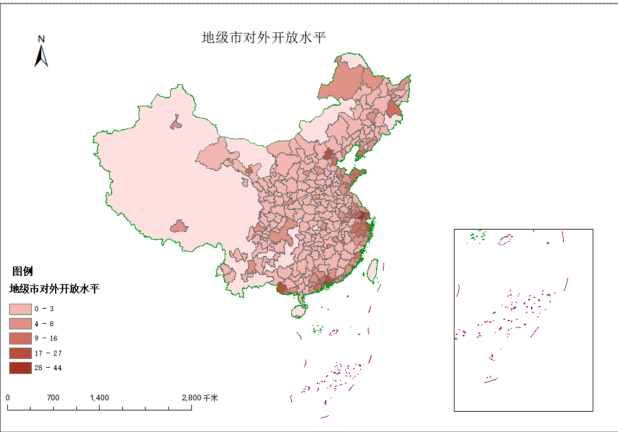 地级市对外开放水平
N
图例
地级市对外开放水平
0 - 3
4 - 8
9 - 16
17 - 27
28 - 44
0 700 1,400 2,800 千米